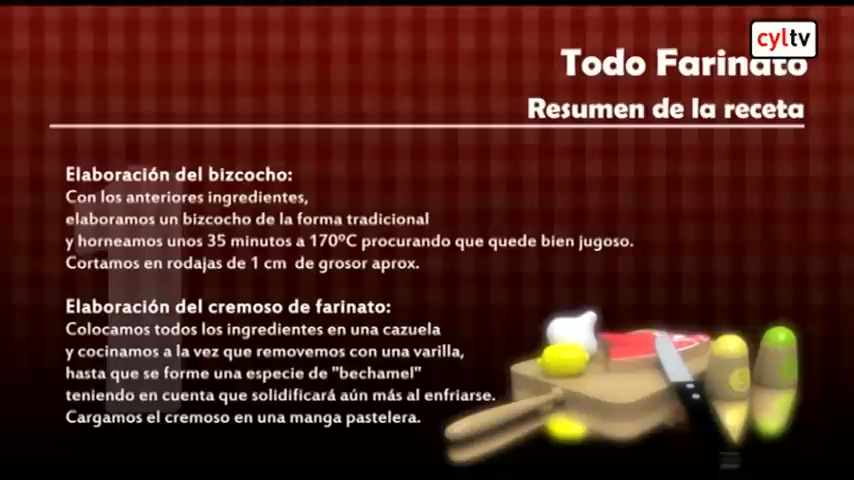 cyltv
Todo Farinato
Resumen de la receta
Elaboración del bizcocho:
Con los anteriores ingredientes,
elaboramos un bizcocho de la forma tradicional
y horneamos unos 35 minutos a 170ºC procurando que quede bien jugoso.
Cortamos en rodajas de 1 cm de grosor aprox.
Elaboración del cremoso de farinato:
Colocamos todos los ingredientes en una cazuela
y cocinamos a la vez que removemos con una varilla,
hasta que se forme una especie de "bechamel"
teniendo en cuenta que solidificará aún más al enfriarse.
Cargamos el cremoso en una manga pastelera.
1